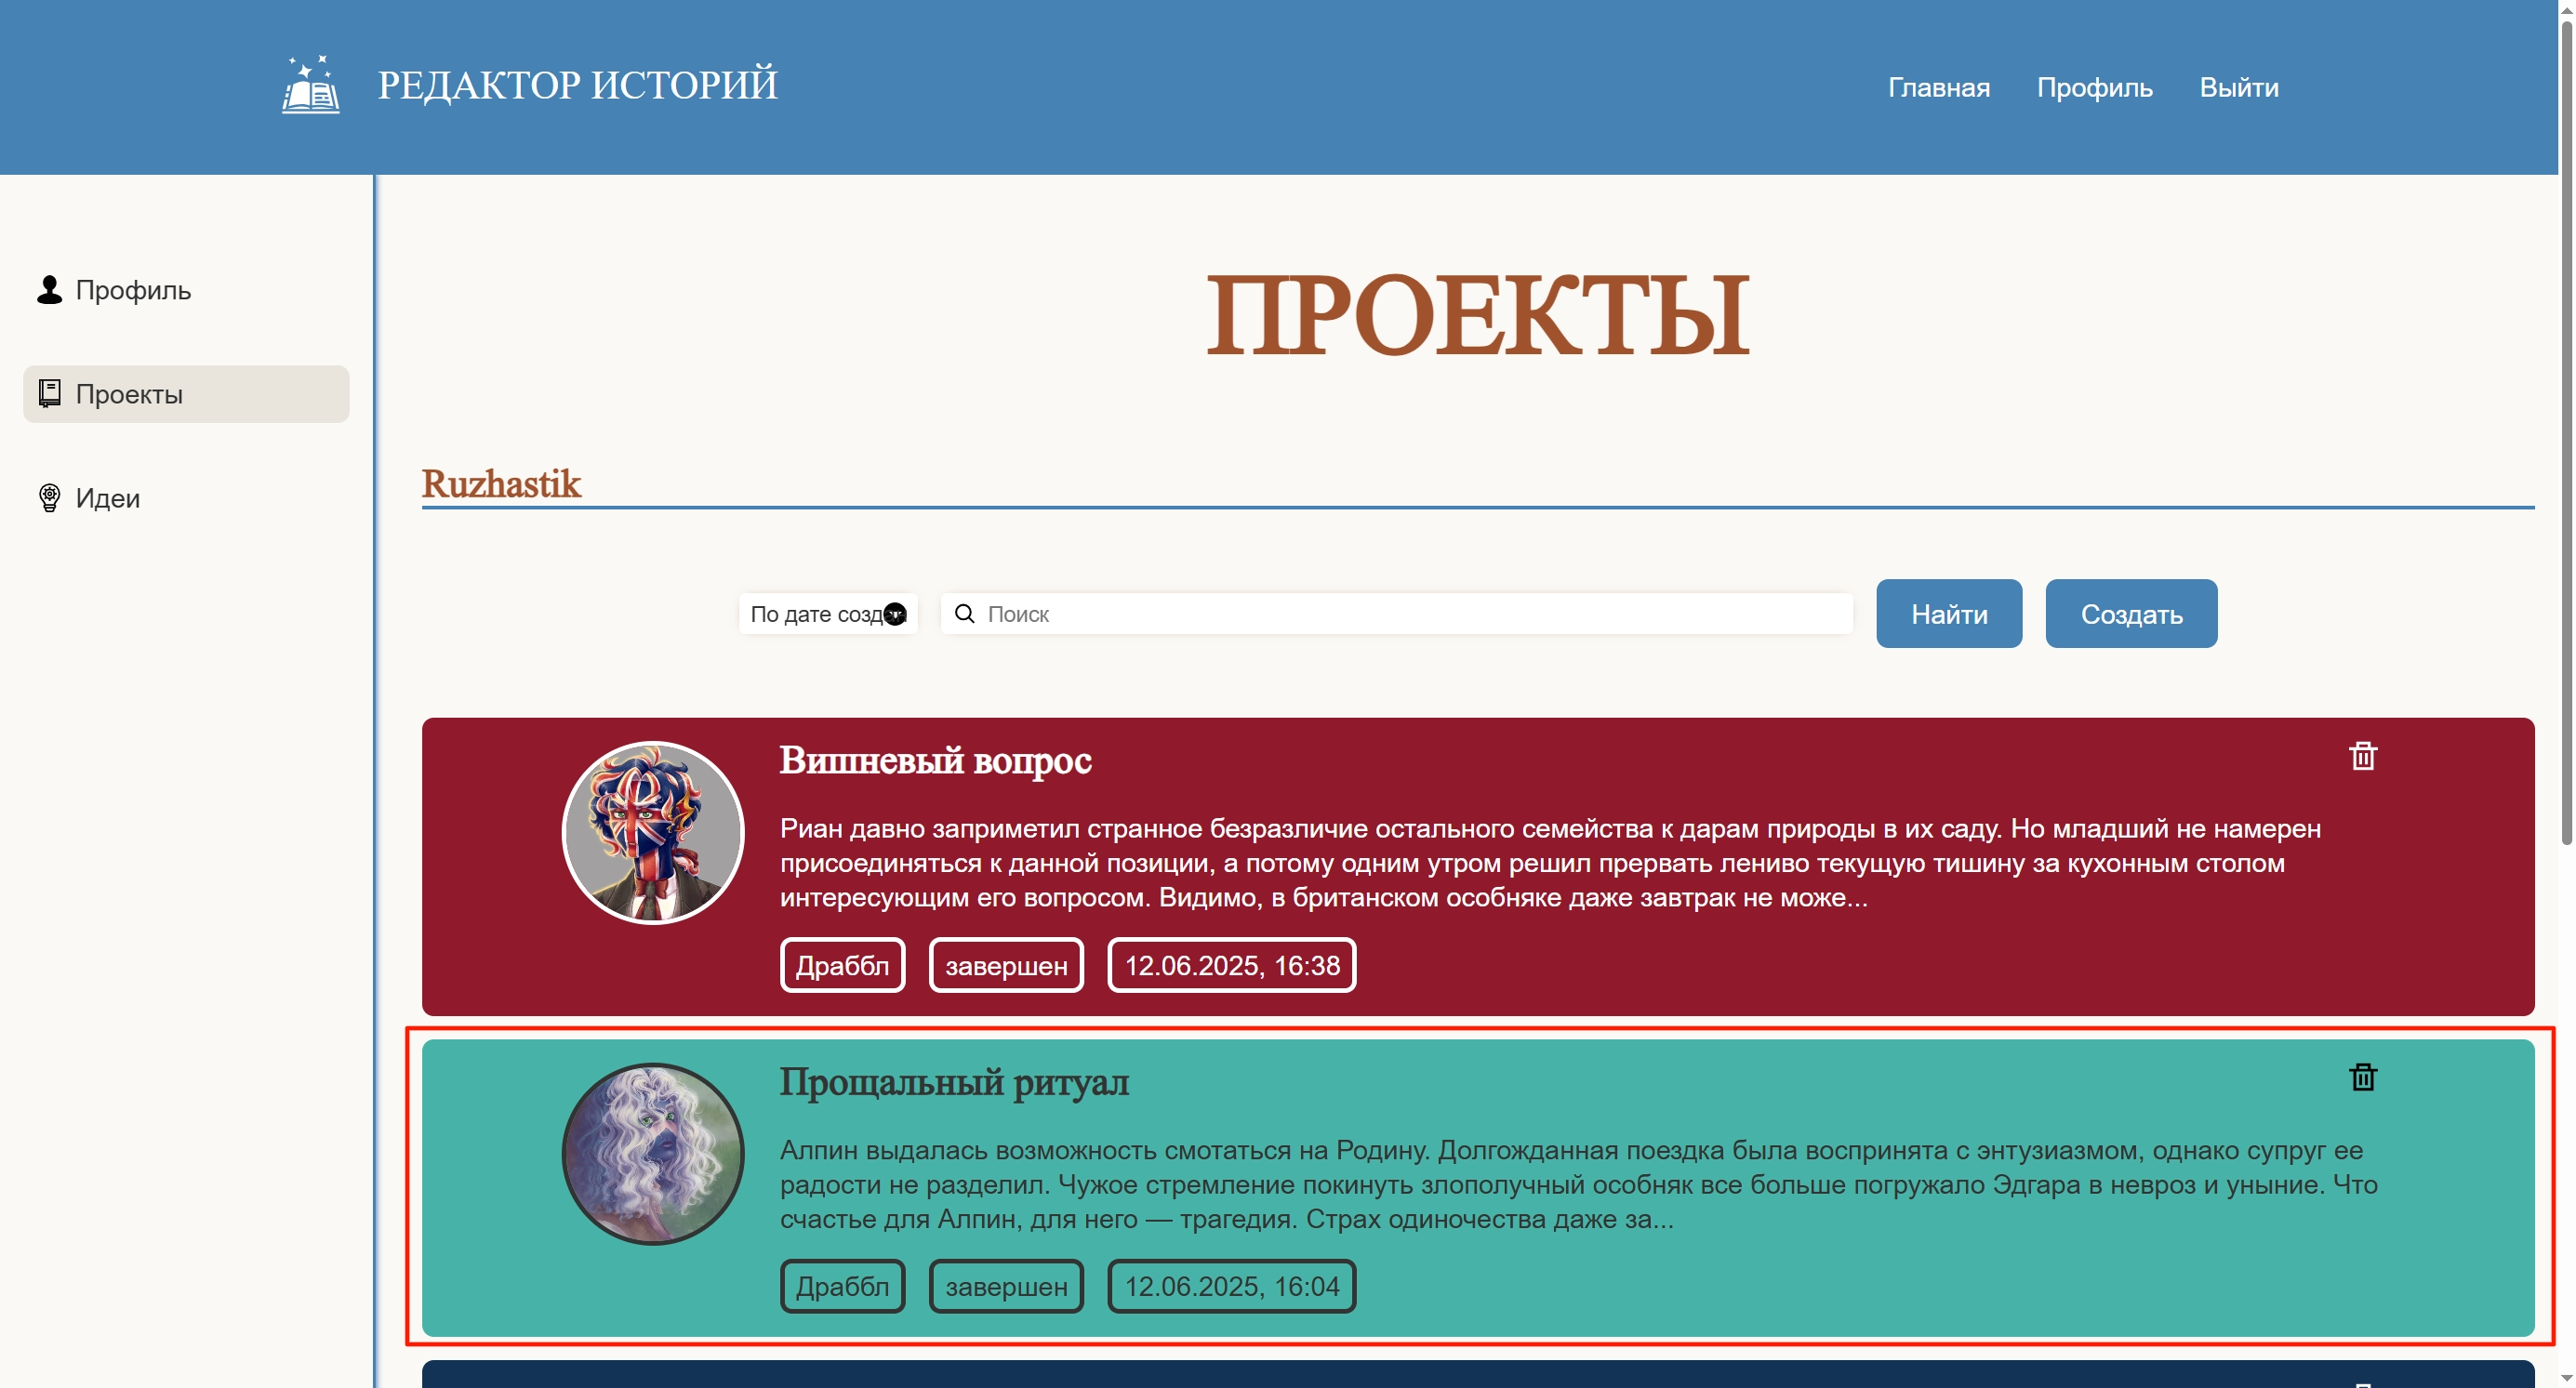 РЕДАКТОР ИСТОРИЙ
Главная Профиль Выйти
Профиль
Проекты
Идеи
ПРОЕКТЫ
Ruzhastik
По дате созд
Поиск
Найти
Создать
Вишневый вопрос
Риан давно заприметил странное безразличие остального семейства к дарам природы в их саду. Но младший не намерен
присоединяться к данной позиции, а потому одним утром решил прервать лениво текущую тишину за кухонным столом
интересующим его вопросом. Видимо, в британском особняке даже завтрак не може...
Драббл завершен 12.06.2025, 16:38
Прощальный ритуал
Алпин выдалась возможность смотаться на Родину. Долгожданная поездка была воспринята с энтузиазмом, однако супруг ее
радости не разделил. Чужое стремление покинуть злополучный особняк все больше погружало Эдгара в невроз и уныние. Что
счастье для Алпин, для него — трагедия. Страх одиночества даже за...
Драббл завершен 12.06.2025, 16:04